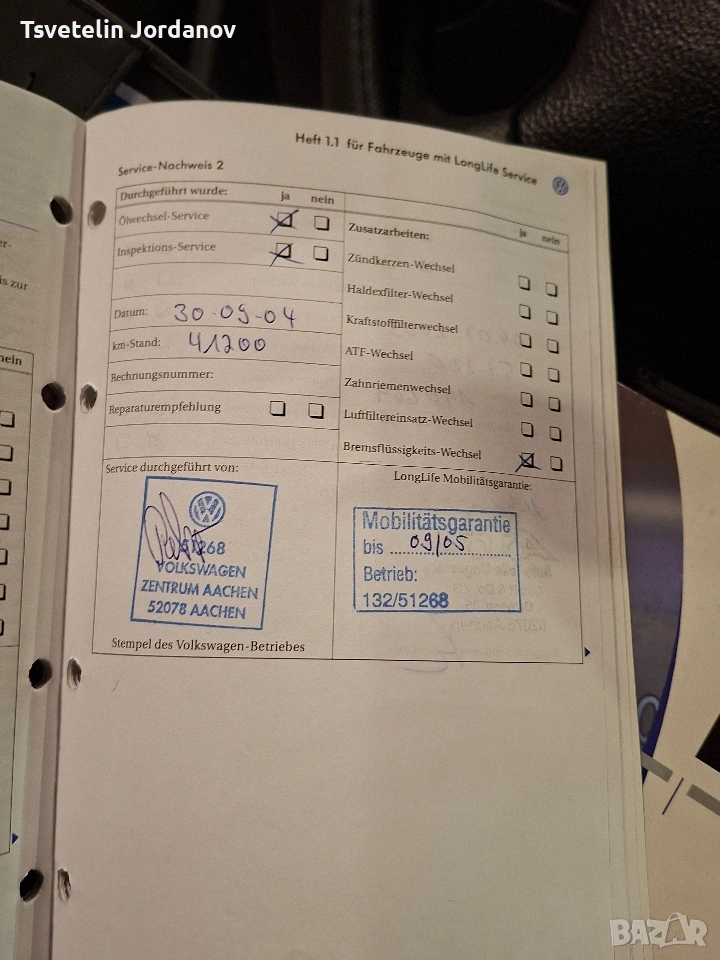 Tsvetelin Jordanov
Heft 1.1 für Fahrzeuge mit LongLife Service
Service-Nachweis 2
Durchgeführt wurde: ja nein
Ölwechsel-Service
Inspektions-Service
Datum: 30-09-04
km-Stand: 41200
Rechnungsnummer:
Reparaturempfehlung
Zusatzarbeiten: ja nein
Zündkerzen-Wechsel
Haldexfilter-Wechsel
Kraftstofffilterwechsel
ATF-Wechsel
Zahnriemenwechsel
Luftfiltereinsatz-Wechsel
Bremsflüssigkeits-Wechsel
Service durchgeführt von:
51268
VOLKSWAGEN
ZENTRUM AACHEN
52078 AACHEN
Stempel des Volkswagen-Betriebes
LongLife Mobilitätsgarantie:
Mobilitätsgarantie
bis 09/05
Betrieb:
132/51268
is zur
nein
BAZAR